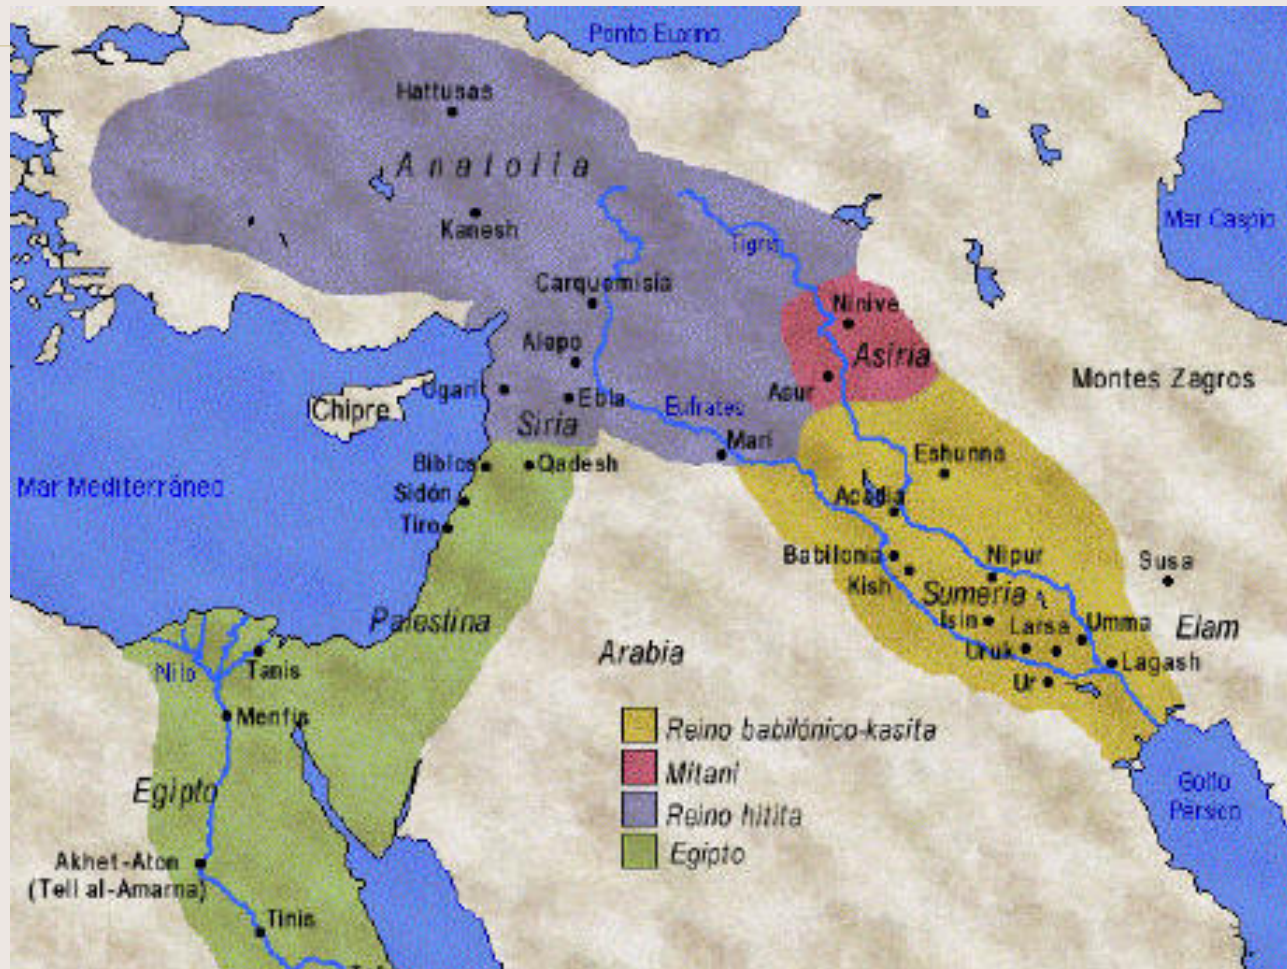 Ponto Euxino
Hattusas
Anatolia
Kanesh
Tigris
Mar Caspio
Carquemisia
Ninive
Alepo
Asiria
Montes Zagros
Asur
Ugarit
Chipre
Ebla
Eufrates
Siria
Mari
Biblos
Qadesh
Eshunna
Mar Mediterráneo
Sidón
Acadia
Tiro
Babilonia
Nipur
Susa
Kish
Sumeria
Palestina
Isin
Larsa
Umma
Elam
Arabia
Uruk
Lagash
Nilo
Tanis
Ur
Menfis
Reino babilónico-kasita
Mitani
Egipto
Golfo
Pérsico
Reino hitita
Egipto
Akhet-Aton
(Tell al-Amarna)
Tinis